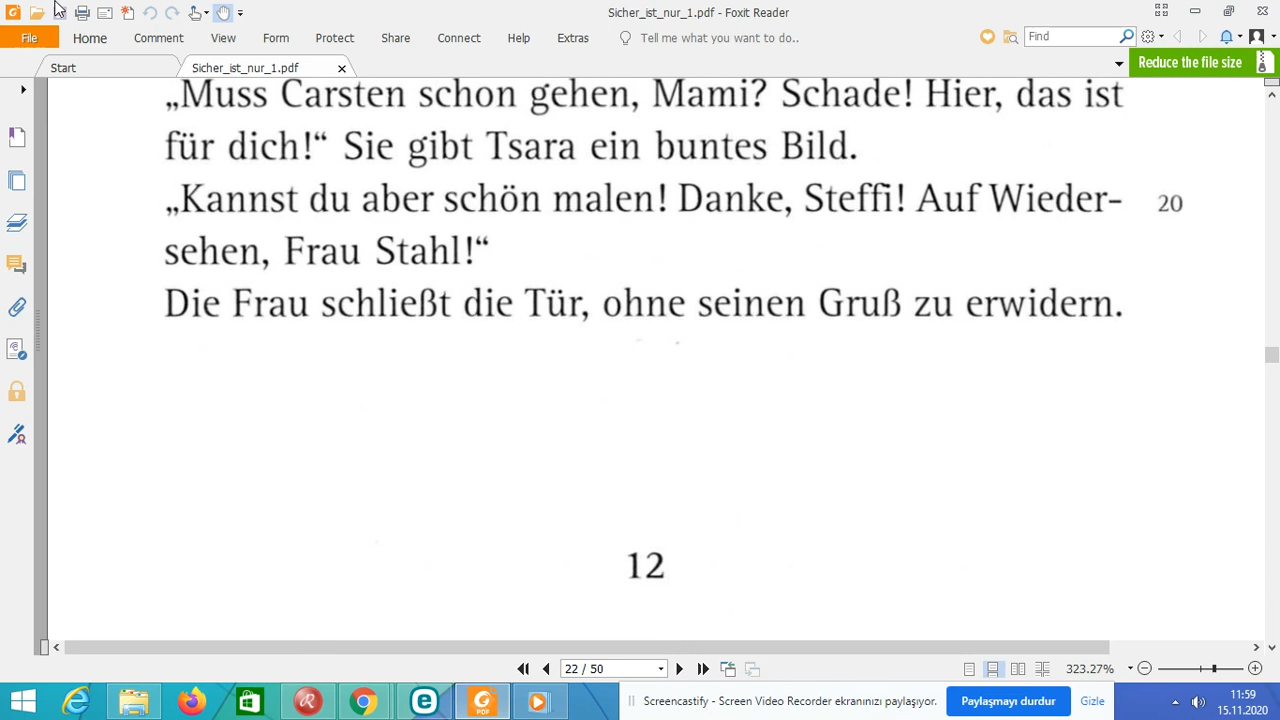 Sicher_ist_nur_1.pdf - Foxit Reader
File Home Comment View Form Protect Share Connect Help Extras Tell me what you want to do.. Find
Start Sicher_ist_nur_1.pdf Reduce the file size
„Muss Carsten schon gehen, Mami? Schade! Hier, das ist
für dich!“ Sie gibt Tsara ein buntes Bild.
„Kannst du aber schön malen! Danke, Steffi! Auf Wieder- 20
sehen, Frau Stahl!“
Die Frau schließt die Tür, ohne seinen Gruß zu erwidern.
12
22 / 50 323.27%
Screencastify - Screen Video Recorder ekranınızı paylaşıyor. Paylaşmayı durdur Gizle
11:59
15.11.2020